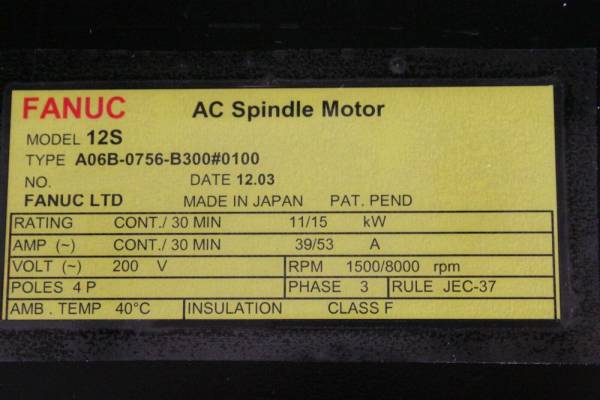 FANUC AC Spindle Motor
MODEL 12S
TYPE A06B-0756-B300#0100
NO. DATE 12.03
FANUC LTD MADE IN JAPAN PAT. PEND
RATING CONT./ 30 MIN 11/15 kW
AMP (~) CONT./ 30 MIN 39/53 A
VOLT (~) 200 V RPM 1500/8000 rpm
POLES 4 P PHASE 3 RULE JEC-37
AMB . TEMP 40°C INSULATION CLASS F